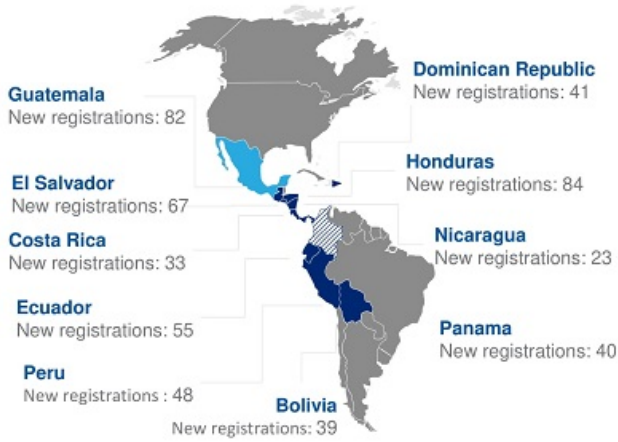 Guatemala
New registrations: 82
El Salvador
New registrations: 67
Costa Rica
New registrations: 33
Ecuador
New registrations: 55
Peru
New registrations : 48
Bolivia
New registrations: 39
Dominican Republic
New registrations: 41
Honduras
New registrations: 84
Nicaragua
New registrations: 23
Panama
New registrations: 40